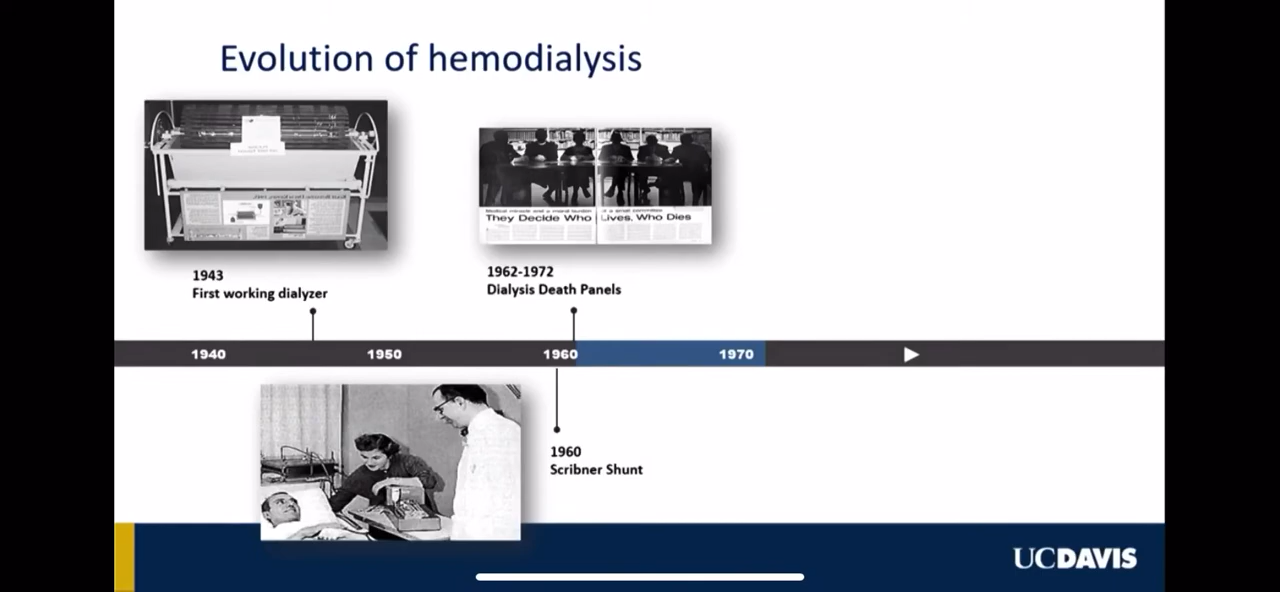 Evolution of hemodialysis
They Decide Who Lives, Who Dies
1943
First working dialyzer
1962-1972
Dialysis Death Panels
1940 1950 1960 1970
1960
Scribner Shunt
UCDAVIS